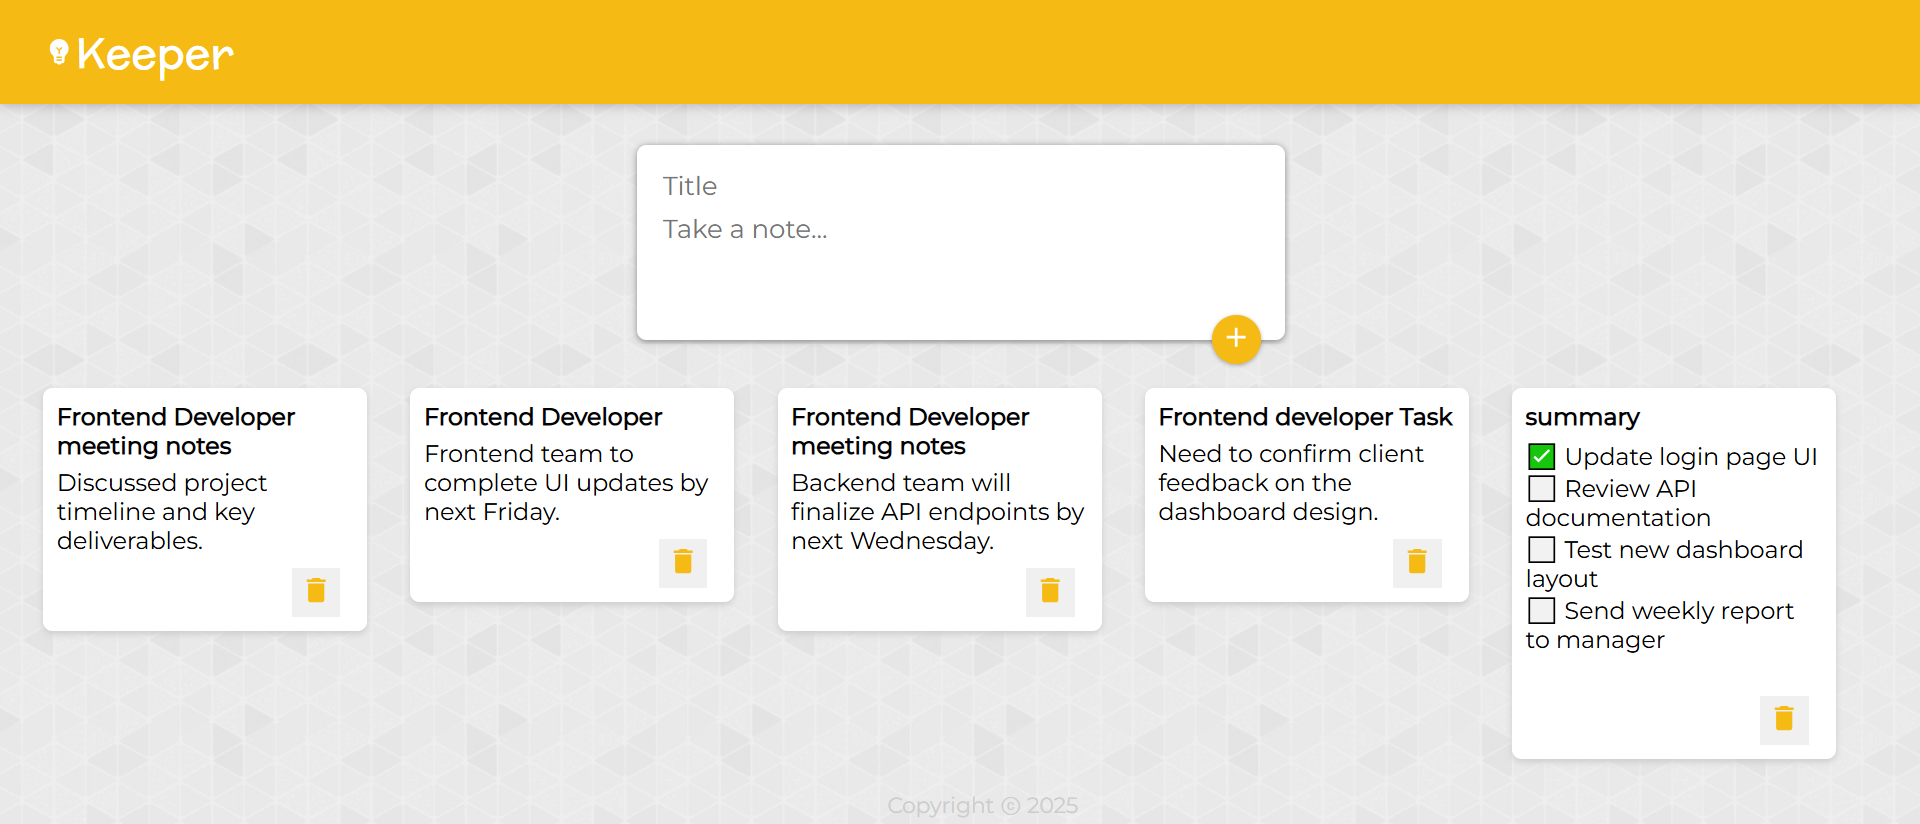 Keeper
Title
Take a note...
Frontend Developer
meeting notes
Discussed project
timeline and key
deliverables.
Frontend Developer
Frontend team to
complete UI updates by
next Friday.
Frontend Developer
meeting notes
Backend team will
finalize API endpoints by
next Wednesday.
Frontend developer Task
Need to confirm client
feedback on the
dashboard design.
summary
✅ Update login page UI
⬜ Review API
documentation
⬜ Test new dashboard
layout
⬜ Send weekly report
to manager
Copyright ⓒ 2025